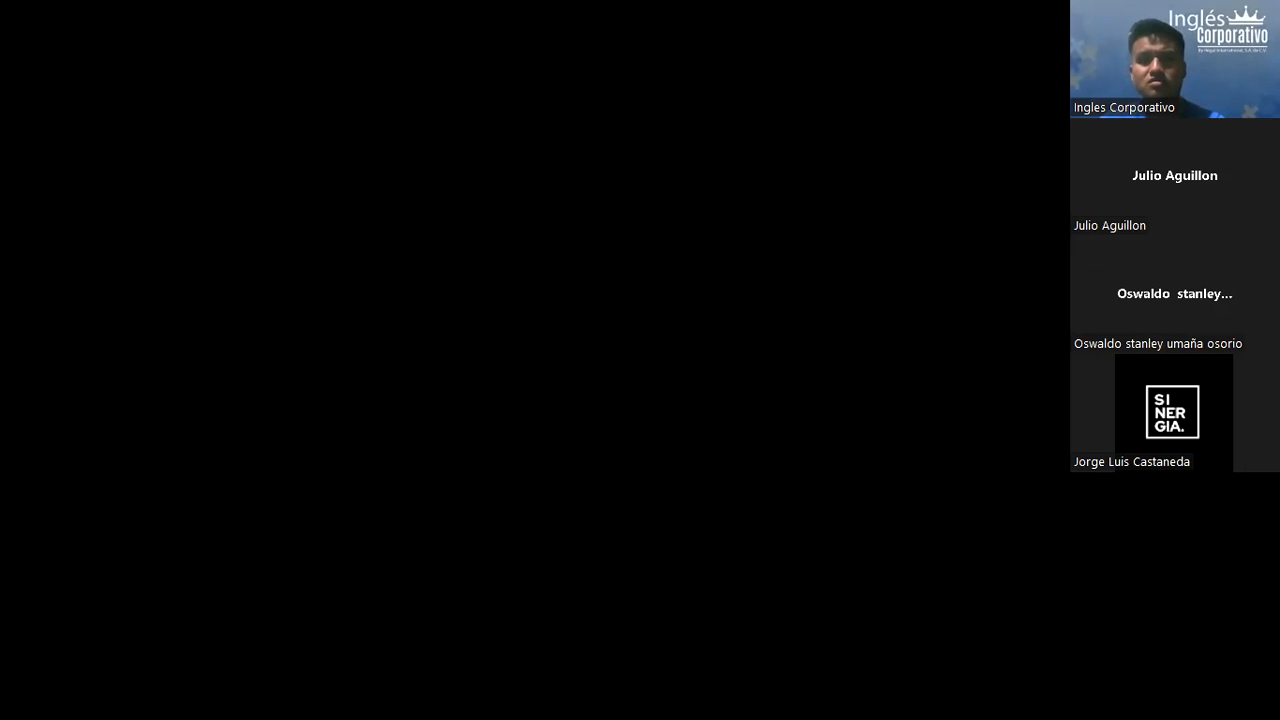 Inglés
Corporativo
Ingles Corporativo
Julio Aguillon
Julio Aguillon
Oswaldo stanley...
Oswaldo stanley umaña osorio
SI
NER
GIA.
Jorge Luis Castaneda